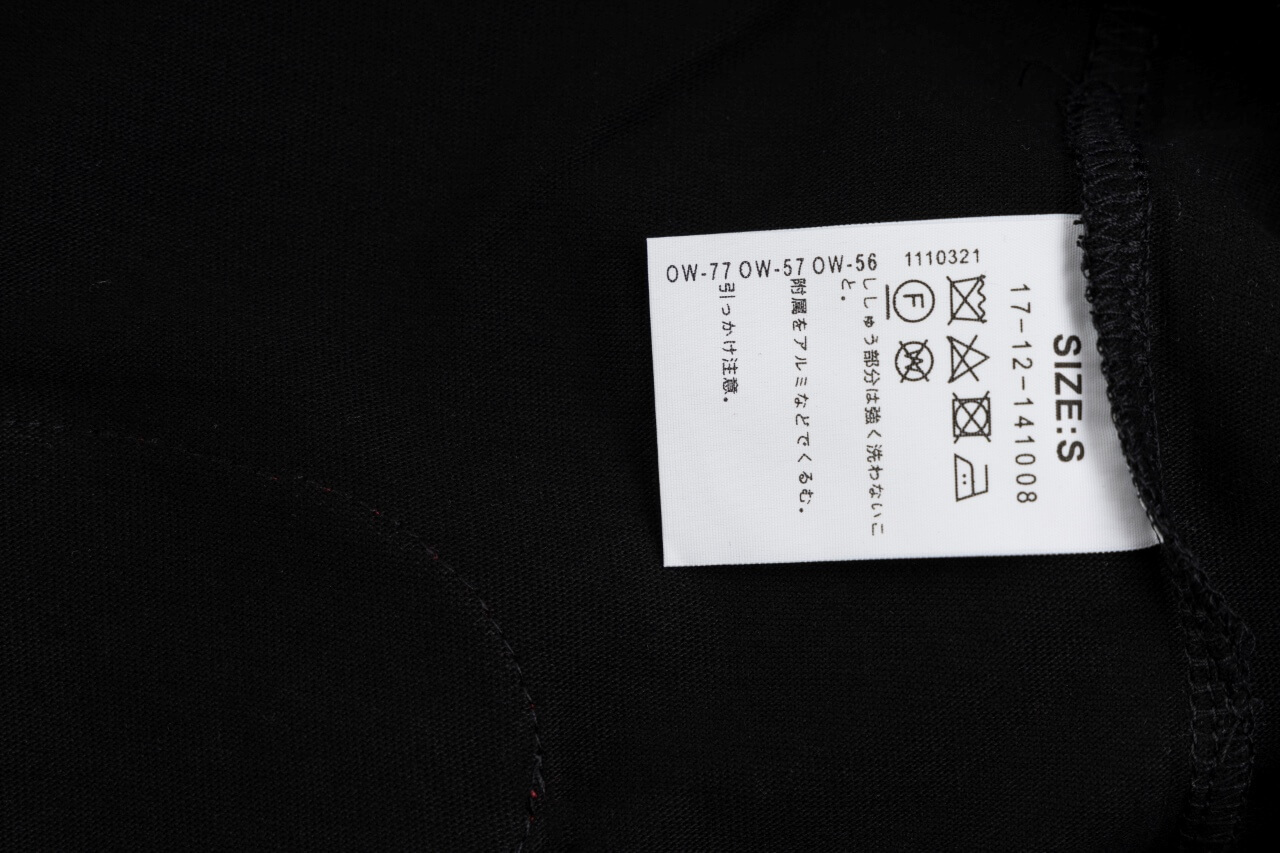 SIZE:S
17-12-141008
F W
1110321
OW-56 ししゅう部分は強く洗わないこ
と。
OW-57 附属をアルミなどでくるむ。
OW-77 引っかけ注意。